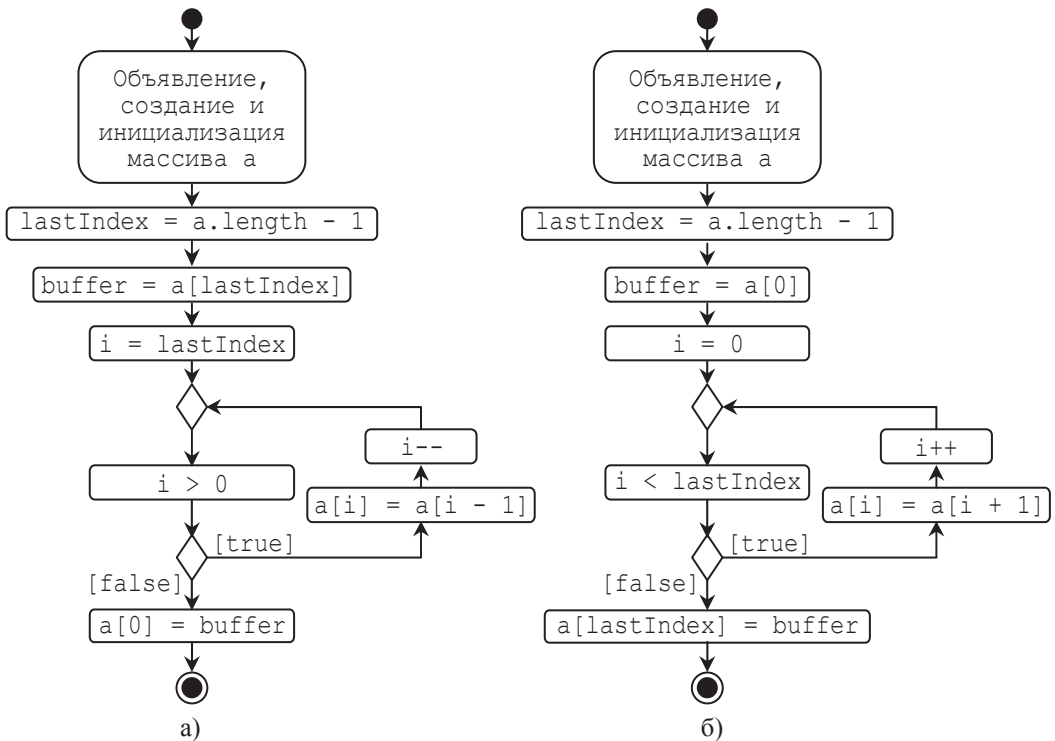 Объявление,
создание и
инициализация
массива a
lastIndex = a.length - 1
buffer = a[lastIndex]
i = lastIndex
i--
i > 0
a[i] = a[i - 1]
[true]
[false]
a[0] = buffer
а)
Объявление,
создание и
инициализация
массива a
lastIndex = a.length - 1
buffer = a[0]
i = 0
i++
i < lastIndex
a[i] = a[i + 1]
[true]
[false]
a[lastIndex] = buffer
б)